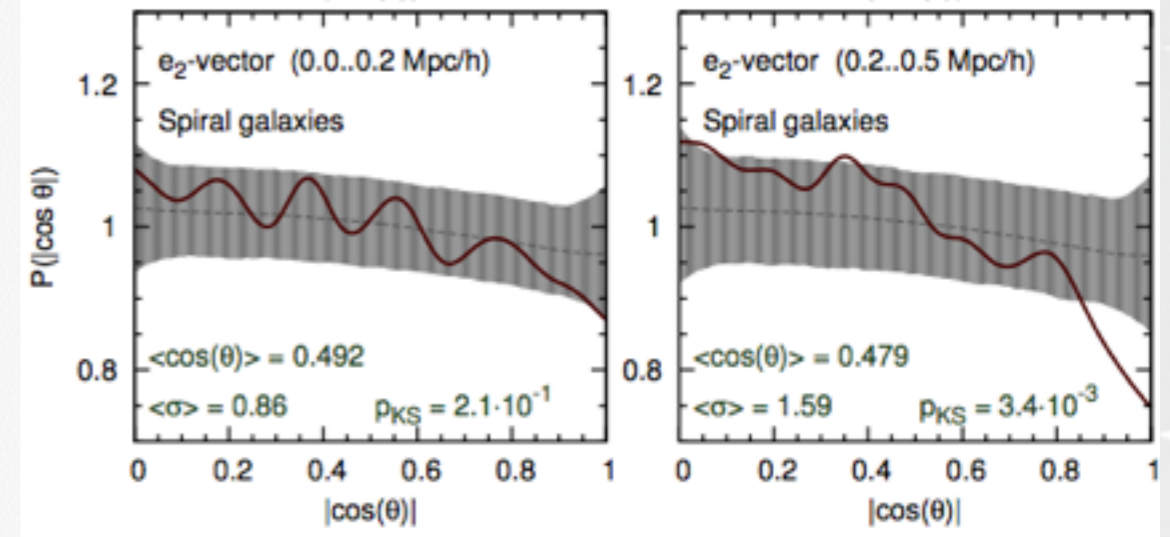 e₂-vector (0.0..0.2 Mpc/h)
Spiral galaxies
<cos(θ)> = 0.492
<σ> = 0.86 p_KS = 2.1·10⁻¹
P(|cos θ|)
1.2
1
0.8
0 0.2 0.4 0.6 0.8 1
|cos(θ)|
e₂-vector (0.2..0.5 Mpc/h)
Spiral galaxies
<cos(θ)> = 0.479
<σ> = 1.59 p_KS = 3.4·10⁻³
1.2
1
0.8
0 0.2 0.4 0.6 0.8 1
|cos(θ)|